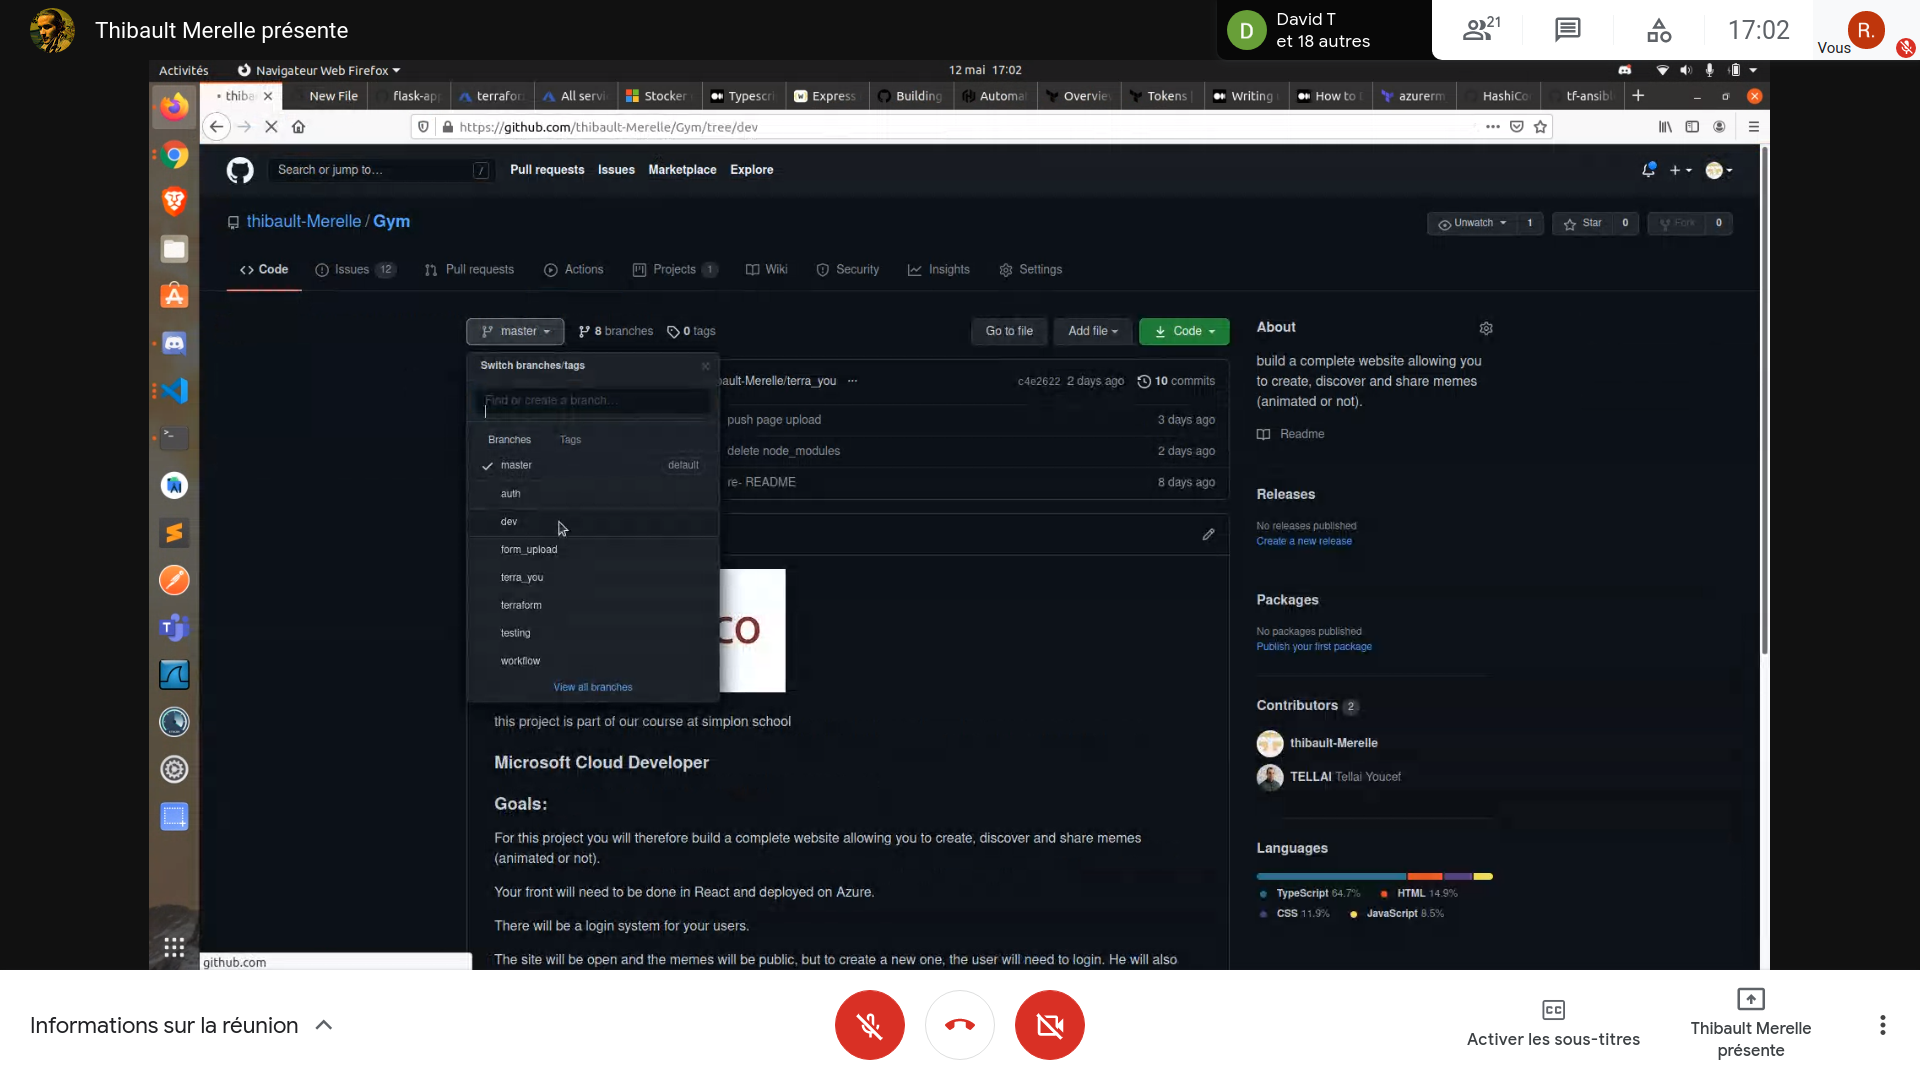 Thibault Merelle présente
David T
et 18 autres
21
17:02
Vous
R.
D
Activités
Navigateur Web Firefox
12 mai 17:02
thiba
New File
flask-ap
terrafor
All servi
Stocker
Typescri
Express
Building
Automa
Overvie
Tokens
Writing
How to
azurerm
HashiCo
tf-ansibl
https://github.com/thibault-Merelle/Gym/tree/dev
Search or jump to...
/
Pull requests
Issues
Marketplace
Explore
thibault-Merelle / Gym
Unwatch
1
Star
0
Fork
0
Code
Issues 12
Pull requests
Actions
Projects 1
Wiki
Security
Insights
Settings
master
8 branches
0 tags
Go to file
Add file
Code
About
Switch branches/tags
build a complete website allowing you
to create, discover and share memes
(animated or not).
ault-Merelle/terra_you
c4e2622 2 days ago
10 commits
Find or create a branch...
push page upload
3 days ago
Readme
Branches
Tags
delete node_modules
2 days ago
master
default
re- README
8 days ago
auth
dev
form_upload
terra_you
terraform
testing
workflow
View all branches
Releases
No releases published
Create a new release
Packages
No packages published
Publish your first package
CO
this project is part of our course at simplon school
Microsoft Cloud Developer
Goals:
For this project you will therefore build a complete website allowing you to create, discover and share memes
(animated or not).
Your front will need to be done in React and deployed on Azure.
There will be a login system for your users.
The site will be open and the memes will be public, but to create a new one, the user will need to login. He will also
Contributors 2
thibault-Merelle
TELLAI Tellai Youcef
Languages
TypeScript 64.7%
HTML 14.9%
CSS 11.9%
JavaScript 8.5%
github.com
Informations sur la réunion
Activer les sous-titres
Thibault Merelle
présente